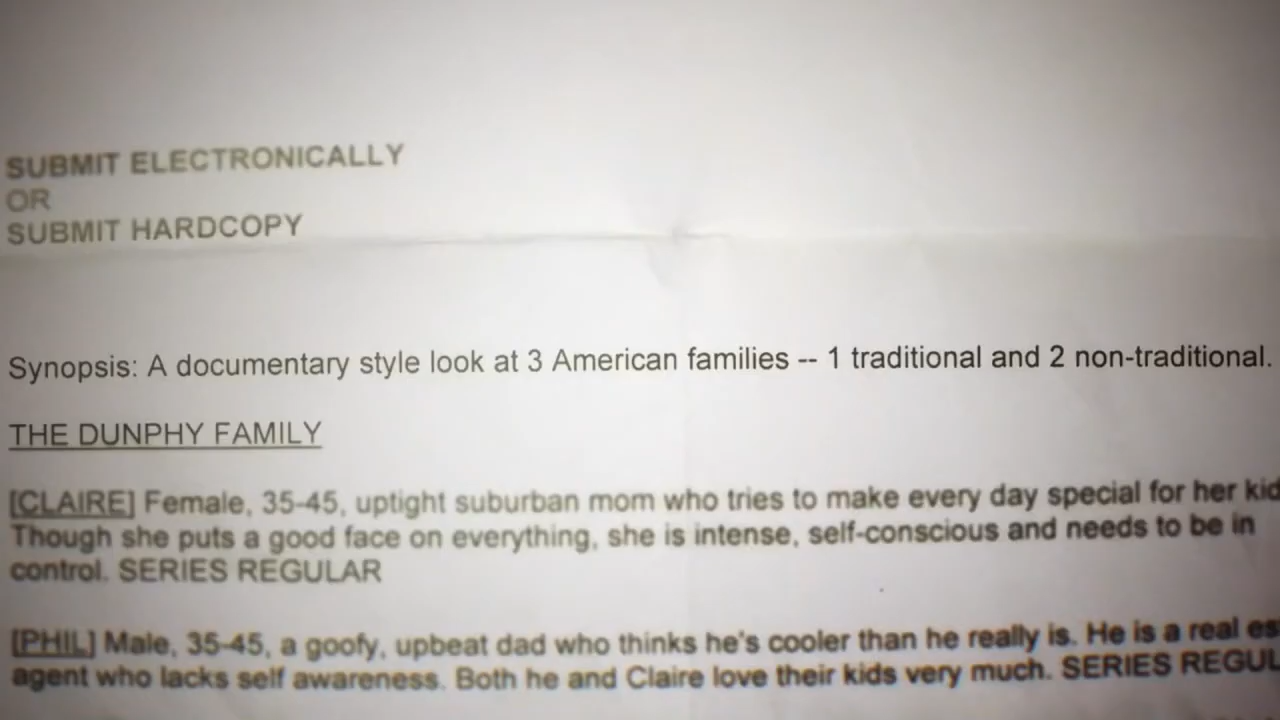 SUBMIT ELECTRONICALLY
OR
SUBMIT HARDCOPY
Synopsis: A documentary style look at 3 American families -- 1 traditional and 2 non-traditional.
THE DUNPHY FAMILY
[CLAIRE] Female, 35-45, uptight suburban mom who tries to make every day special for her kid
Though she puts a good face on everything, she is intense, self-conscious and needs to be in
control. SERIES REGULAR
[PHIL] Male, 35-45, a goofy, upbeat dad who thinks he's cooler than he really is. He is a real es
agent who lacks self awareness. Both he and Claire love their kids very much. SERIES REGUL